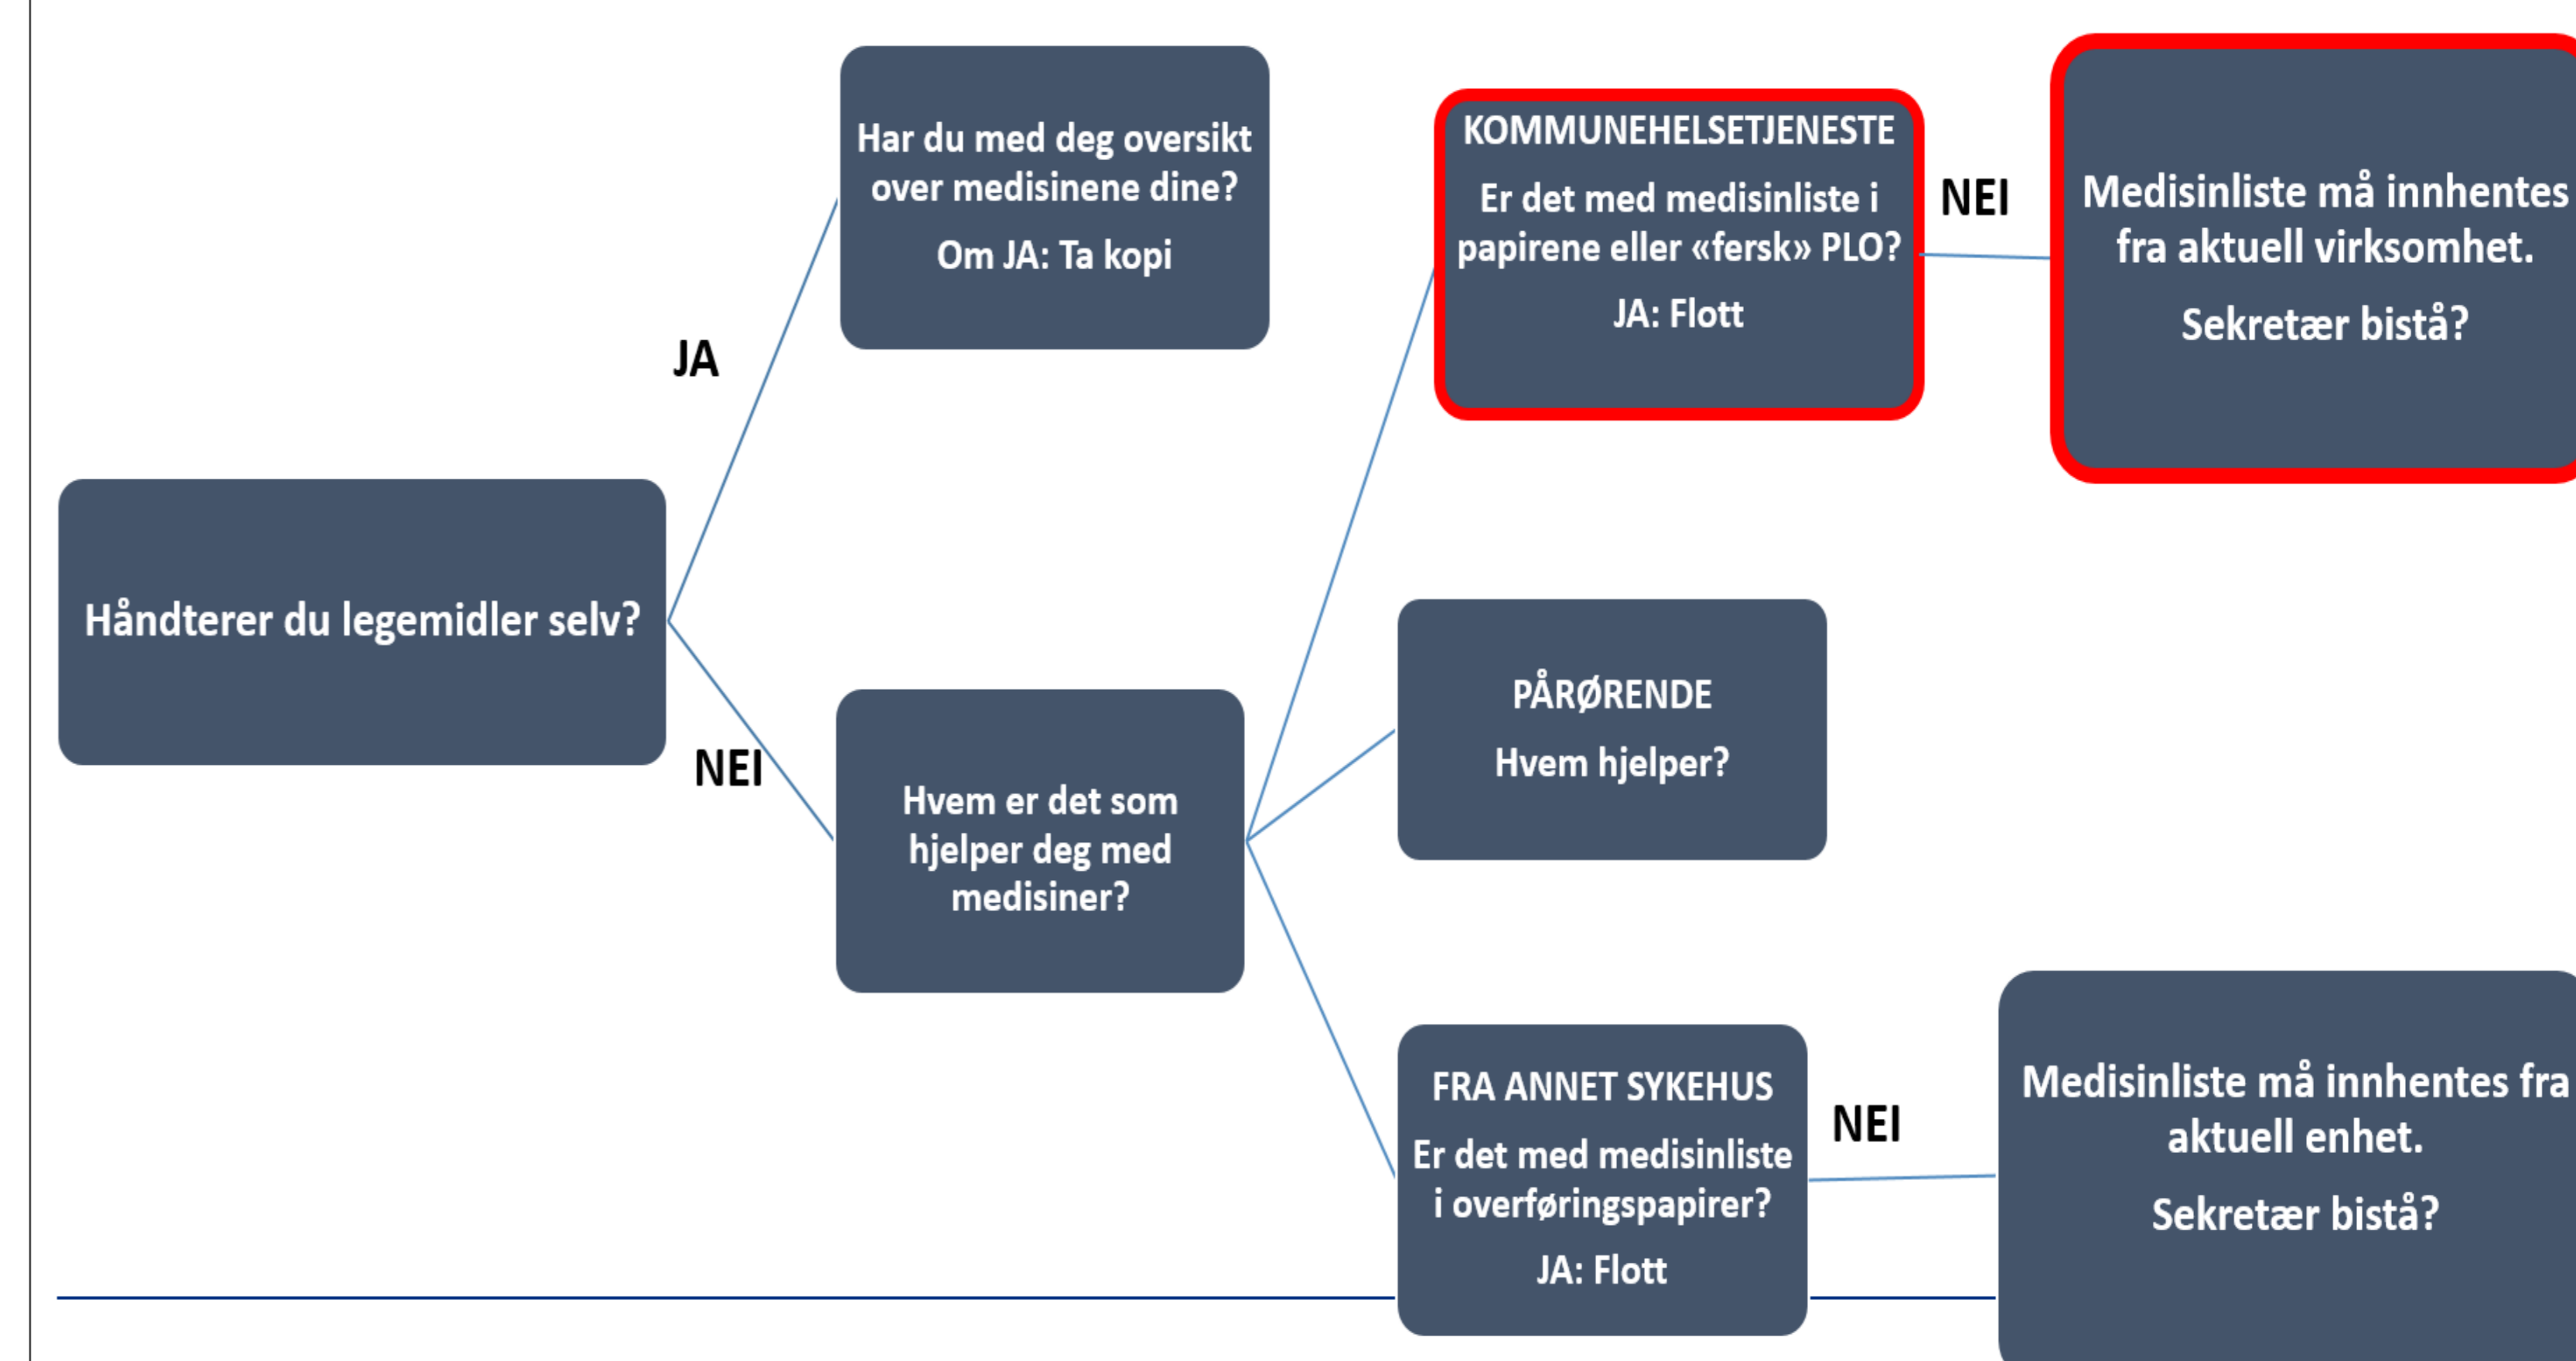 Håndterer du legemidler selv?
JA
Har du med deg oversikt
over medisinene dine?
Om JA: Ta kopi
NEI
Hvem er det som
hjelper deg med
medisiner?
KOMMUNEHELSETJENESTE
Er det med medisinliste i
papirene eller «fersk» PLO?
JA: Flott
NEI
Medisinliste må innhentes
fra aktuell virksomhet.
Sekretær bistå?
PÅRØRENDE
Hvem hjelper?
FRA ANNET SYKEHUS
Er det med medisinliste
i overføringspapirer?
JA: Flott
NEI
Medisinliste må innhentes fra
aktuell enhet.
Sekretær bistå?